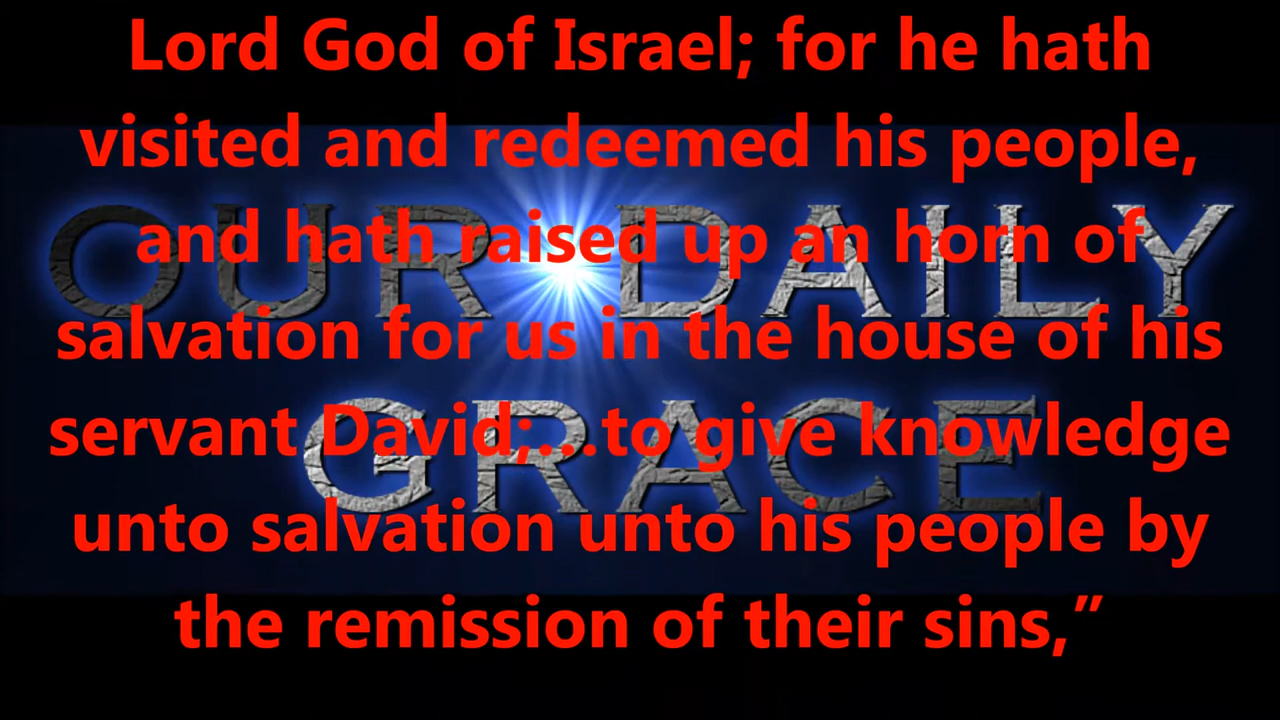 Lord God of Israel; for he hath
visited and redeemed his people,
OUR DAILY
and hath raised up an horn of
salvation for us in the house of his
GRACE
servant David;...to give knowledge
unto salvation unto his people by
the remission of their sins,”